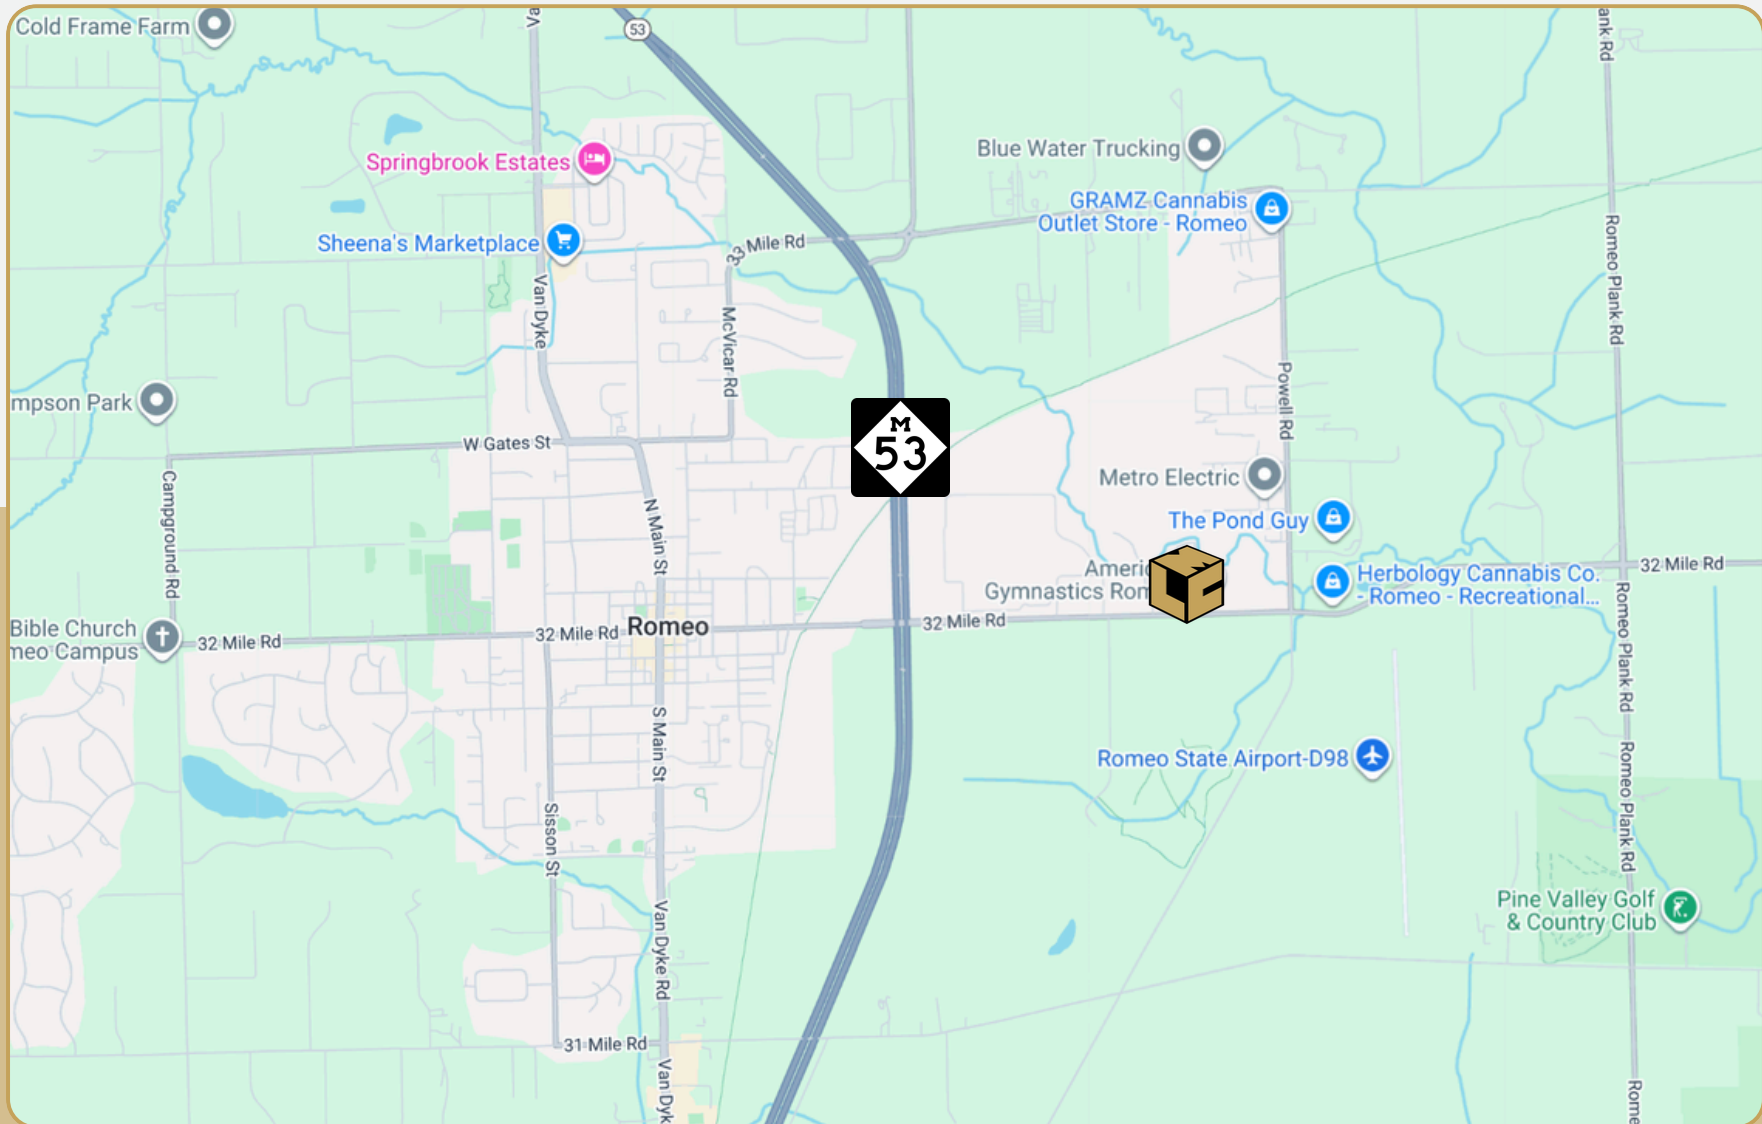 Cold Frame Farm
Va
53
ank Rd
Springbrook Estates
Blue Water Trucking
GRAMZ Cannabis
Outlet Store - Romeo
Sheena's Marketplace
33 Mile Rd
Van Dyke
McVicar Rd
Romeo Plank Rd
Powell Rd
mpson Park
W Gates St
M
53
Campground Rd
N Main St
Metro Electric
The Pond Guy
Americ
Gymnastics Rom
Herbology Cannabis Co.
- Romeo - Recreational...
32 Mile Rd
Bible Church
meo Campus
32 Mile Rd
32 Mile Rd
Romeo
32 Mile Rd
Romeo Plank Rd
S Main St
Romeo State Airport-D98
Romeo Plank Rd
Sisson St
Van Dyke Rd
Pine Valley Golf
& Country Club
31 Mile Rd
Van Dyk
Rome